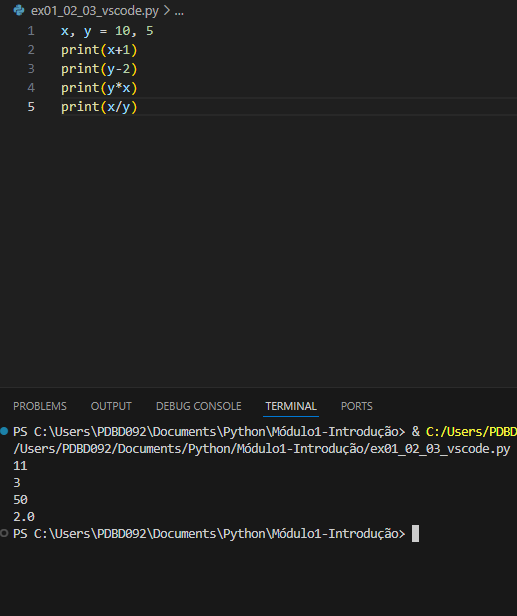 ex01_02_03_vscode.py > ...
1 x, y = 10, 5
2 print(x+1)
3 print(y-2)
4 print(y*x)
5 print(x/y)
PROBLEMS OUTPUT DEBUG CONSOLE TERMINAL PORTS
PS C:\Users\PDBD092\Documents\Python\Módulo1-Introdução> & C:/Users/PDBD
/Users/PDBD092/Documents/Python/Módulo1-Introdução/ex01_02_03_vscode.py
11
3
50
2.0
PS C:\Users\PDBD092\Documents\Python\Módulo1-Introdução>